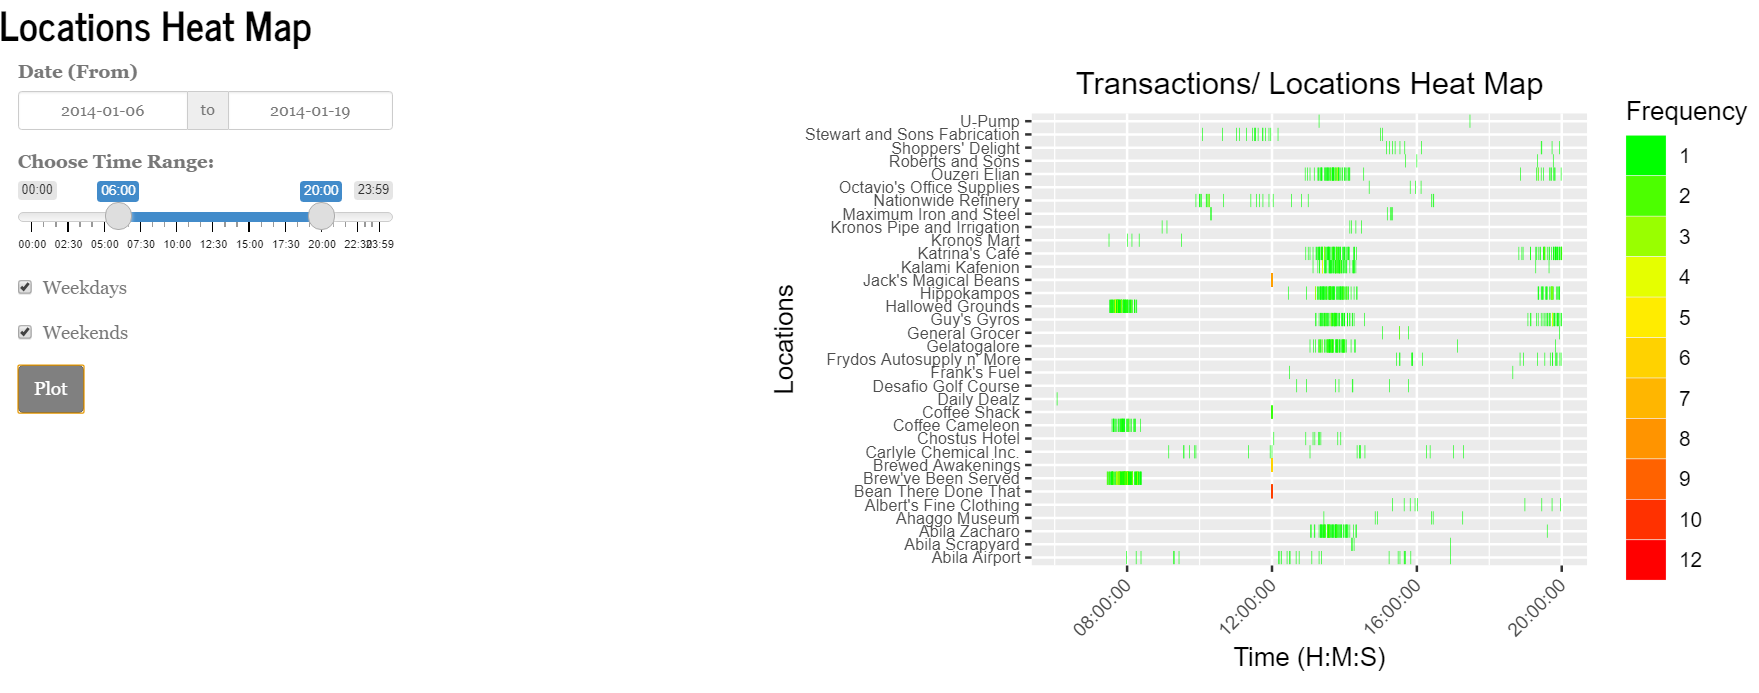 Locations Heat Map
Date (From)
2014-01-06 to 2014-01-19
Choose Time Range:
00:00 06:00 20:00 23:59
00:00 02:30 05:00 07:30 10:00 12:30 15:00 17:30 20:00 22:30 23:59
Weekdays
Weekends
Plot
Transactions/ Locations Heat Map
Locations
U-Pump
Stewart and Sons Fabrication
Shoppers' Delight
Roberts and Sons
Ouzeri Elian
Octavio's Office Supplies
Nationwide Refinery
Maximum Iron and Steel
Kronos Pipe and Irrigation
Kronos Mart
Katrina's Café
Kalami Kafenion
Jack's Magical Beans
Hippokampos
Hallowed Grounds
Guy's Gyros
General Grocer
Gelatogalore
Frydos Autosupply n' More
Frank's Fuel
Desafio Golf Course
Daily Dealz
Coffee Shack
Coffee Cameleon
Chostus Hotel
Carlyle Chemical Inc.
Brewed Awakenings
Brew've Been Served
Bean There Done That
Albert's Fine Clothing
Ahaggo Museum
Abila Zacharo
Abila Scrapyard
Abila Airport
08:00:00 12:00:00 16:00:00 20:00:00
Time (H:M:S)
Frequency
1
2
3
4
5
6
7
8
9
10
12